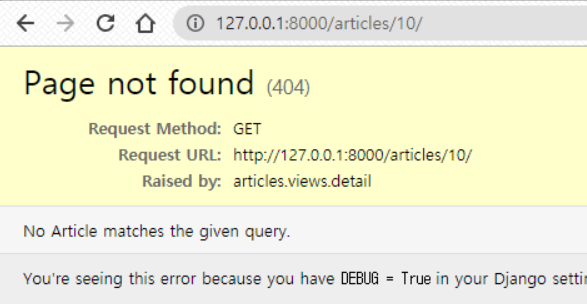 127.0.0.1:8000/articles/10/
Page not found (404)
Request Method: GET
Request URL: http://127.0.0.1:8000/articles/10/
Raised by: articles.views.detail
No Article matches the given query.
You're seeing this error because you have DEBUG = True in your Django